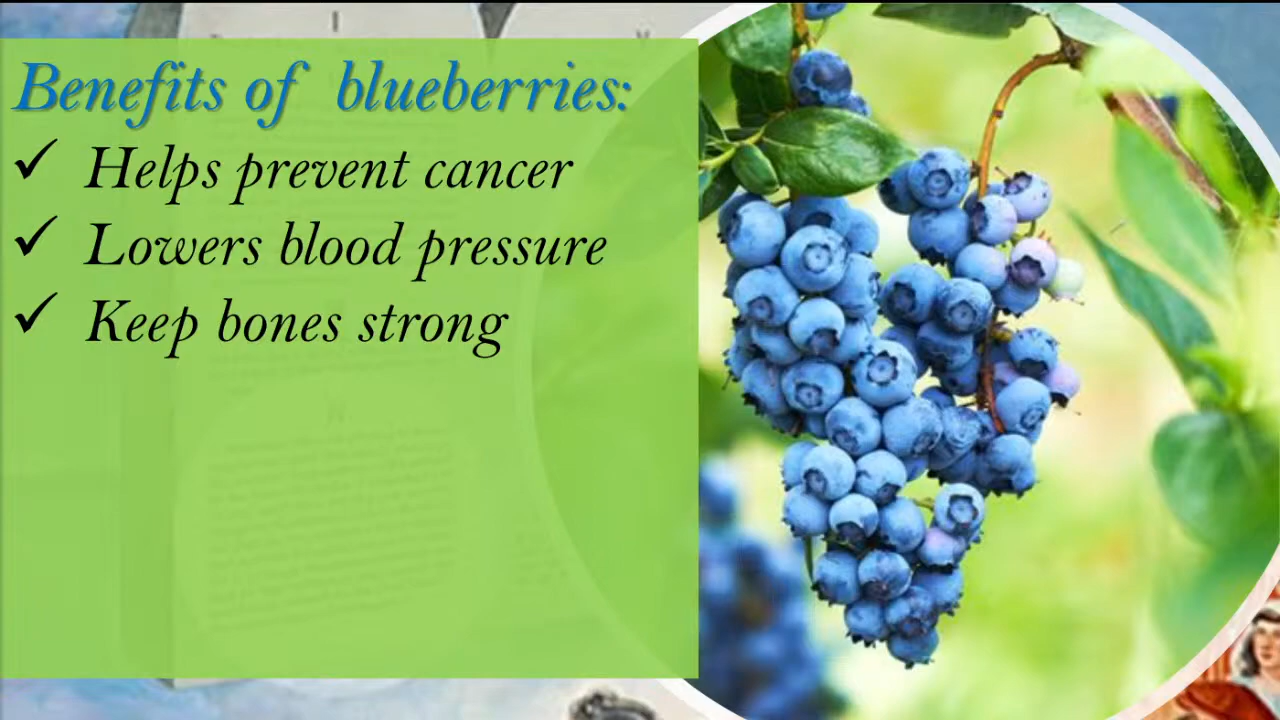 Benefits of blueberries:
✓ Helps prevent cancer
✓ Lowers blood pressure
✓ Keep bones strong